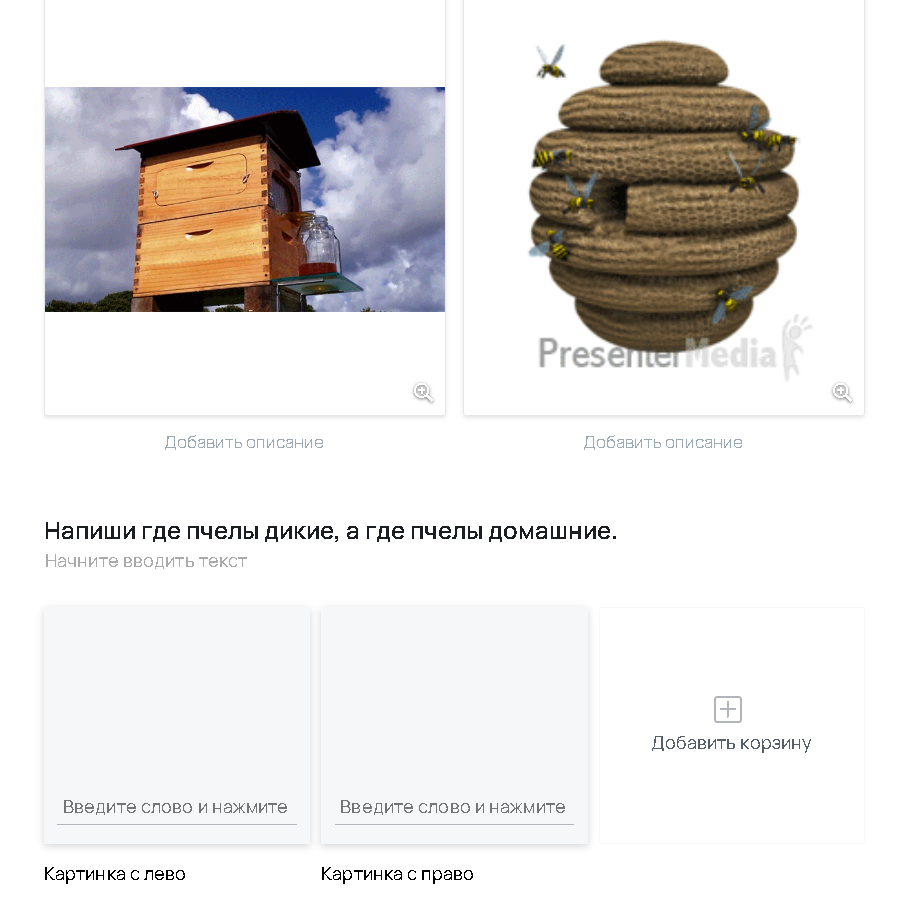 PresenterMedia
Добавить описание
Добавить описание
Напиши где пчелы дикие, а где пчелы домашние.
Начните вводить текст
Добавить корзину
Введите слово и нажмите
Введите слово и нажмите
Картинка с лево
Картинка с право